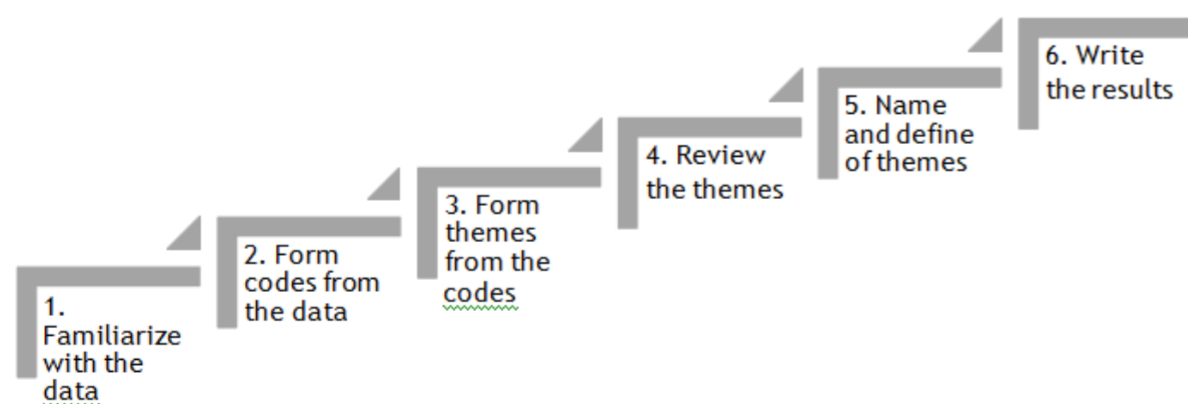 1.
Familiarize
with the
data
2. Form
codes from
the data
3. Form
themes
from the
codes
4. Review
the themes
5. Name
and define
of themes
6. Write
the results